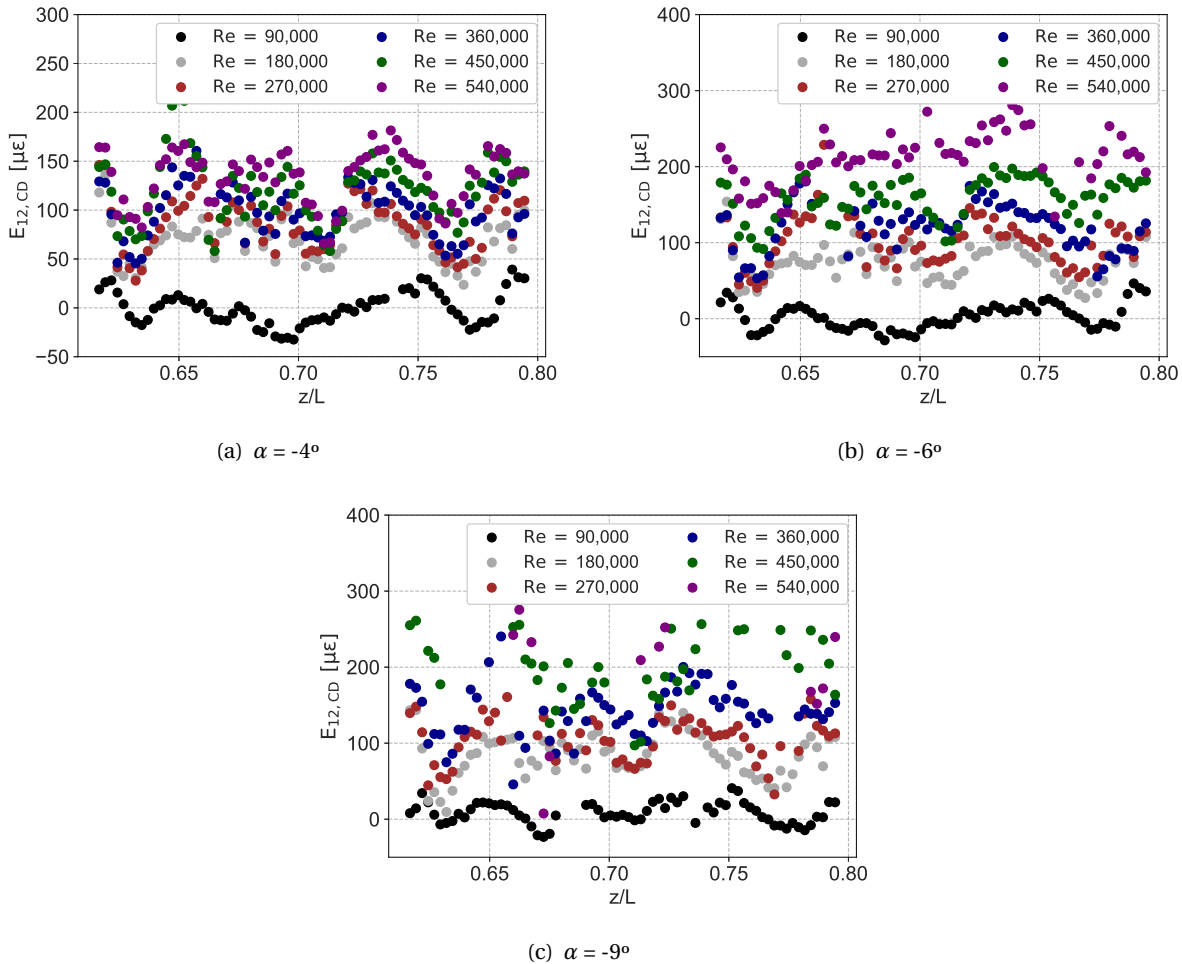 300
250
200
150
100
50
0
−50
E12, CD [με]
Re = 90,000
Re = 180,000
Re = 270,000
Re = 360,000
Re = 450,000
Re = 540,000
0.65 0.70 0.75 0.80
z/L
(a) α = -4º
400
300
200
100
0
E12, CD [με]
Re = 90,000
Re = 180,000
Re = 270,000
Re = 360,000
Re = 450,000
Re = 540,000
0.65 0.70 0.75 0.80
z/L
(b) α = -6º
400
300
200
100
0
E12, CD [με]
Re = 90,000
Re = 180,000
Re = 270,000
Re = 360,000
Re = 450,000
Re = 540,000
0.65 0.70 0.75 0.80
z/L
(c) α = -9º